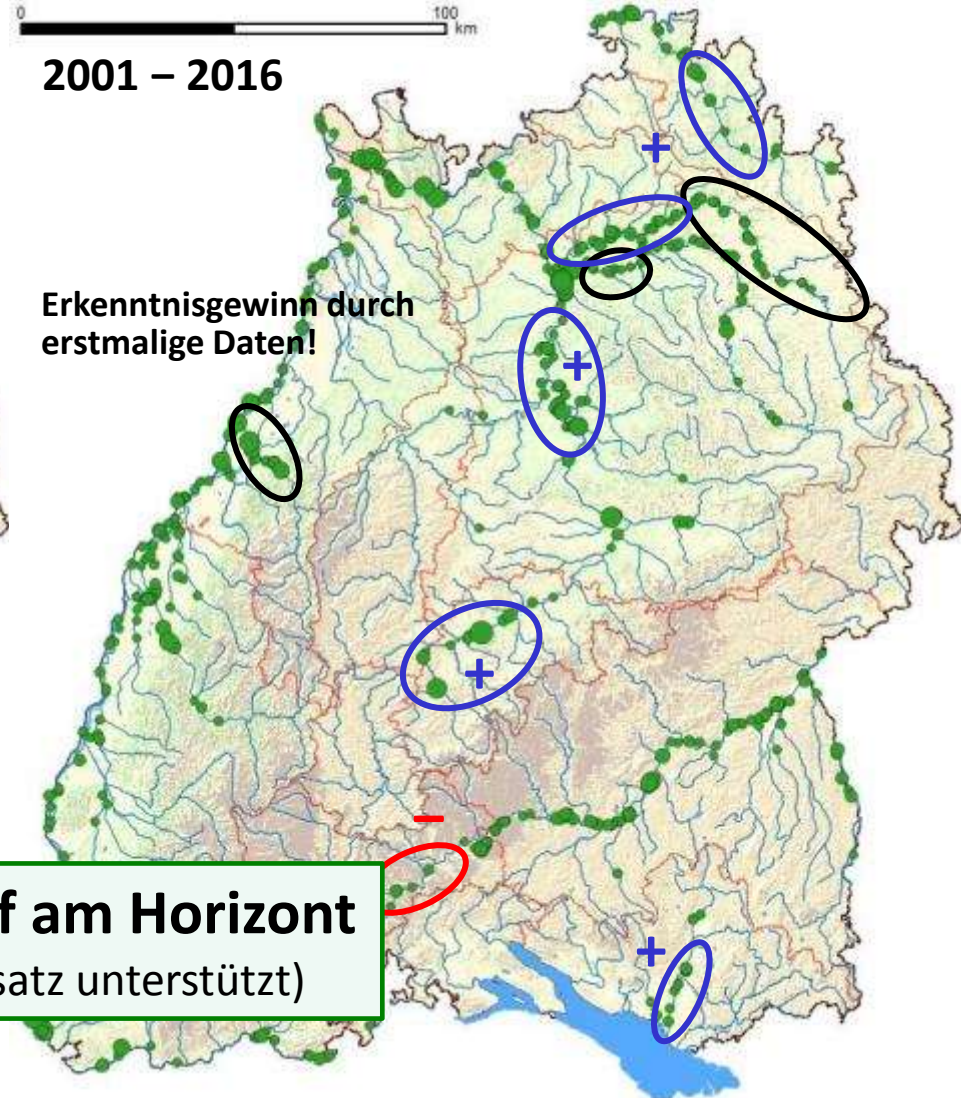 0 100
km
2001 – 2016
+
Erkenntnisgewinn durch
erstmalige Daten!
+
+
–
f am Horizont
satz unterstützt)
+